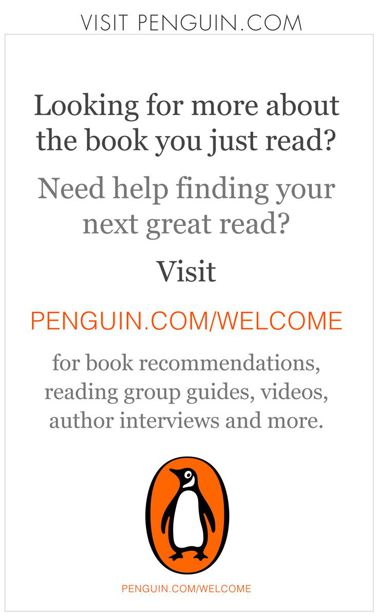 VISIT PENGUIN.COM
Looking for more about
the book you just read?
Need help finding your
next great read?
Visit
PENGUIN.COM/WELCOME
for book recommendations,
reading group guides, videos,
author interviews and more.
PENGUIN.COM/WELCOME